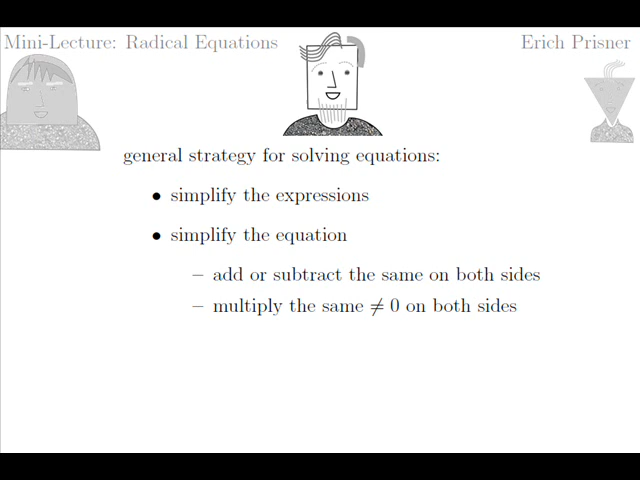 Mini-Lecture: Radical Equations Erich Prisner
general strategy for solving equations:
• simplify the expressions
• simplify the equation
– add or subtract the same on both sides
– multiply the same ≠ 0 on both sides